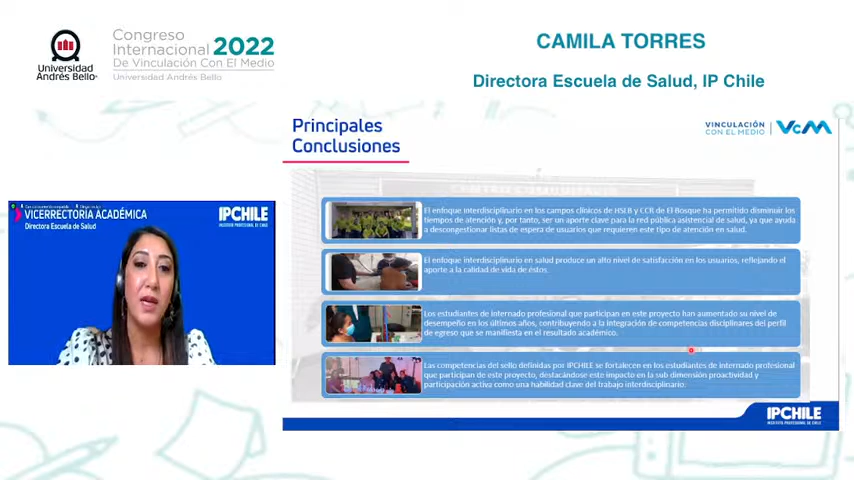 Universidad
Andrés Bello
Congreso
Internacional 2022
De Vinculación Con El Medio
Universidad Andrés Bello
CAMILA TORRES
Directora Escuela de Salud, IP Chile
VICERRECTORÍA ACADÉMICA
Directora Escuela de Salud
IPCHILE
INSTITUTO PROFESIONAL DE CHILE
Principales
Conclusiones
VINCULACIÓN
CON EL MEDIO
VcM
El enfoque interdisciplinario en los campos clínicos de HSLB y CCR de El Bosque ha permitido disminuir los
tiempos de atención y, por tanto, ser un aporte clave para la red pública asistencial de salud, ya que ayuda
a descongestionar listas de espera de usuarios que requieren este tipo de atención en salud.
El enfoque interdisciplinario en salud produce un alto nivel de satisfacción en los usuarios, reflejando el
aporte a la calidad de vida de éstos.
Los estudiantes de internado profesional que participan en este proyecto han aumentado su nivel de
desempeño en los últimos años, contribuyendo a la integración de competencias disciplinares del perfil
de egreso que se manifiesta en el resultado académico.
Las competencias del sello definidas por IPCHILE se fortalecen en los estudiantes de internado profesional
que participan de este proyecto, destacándose este impacto en la sub dimensión proactividad y
participación activa como una habilidad clave del trabajo interdisciplinario.
IPCHILE
INSTITUTO PROFESIONAL DE CHILE